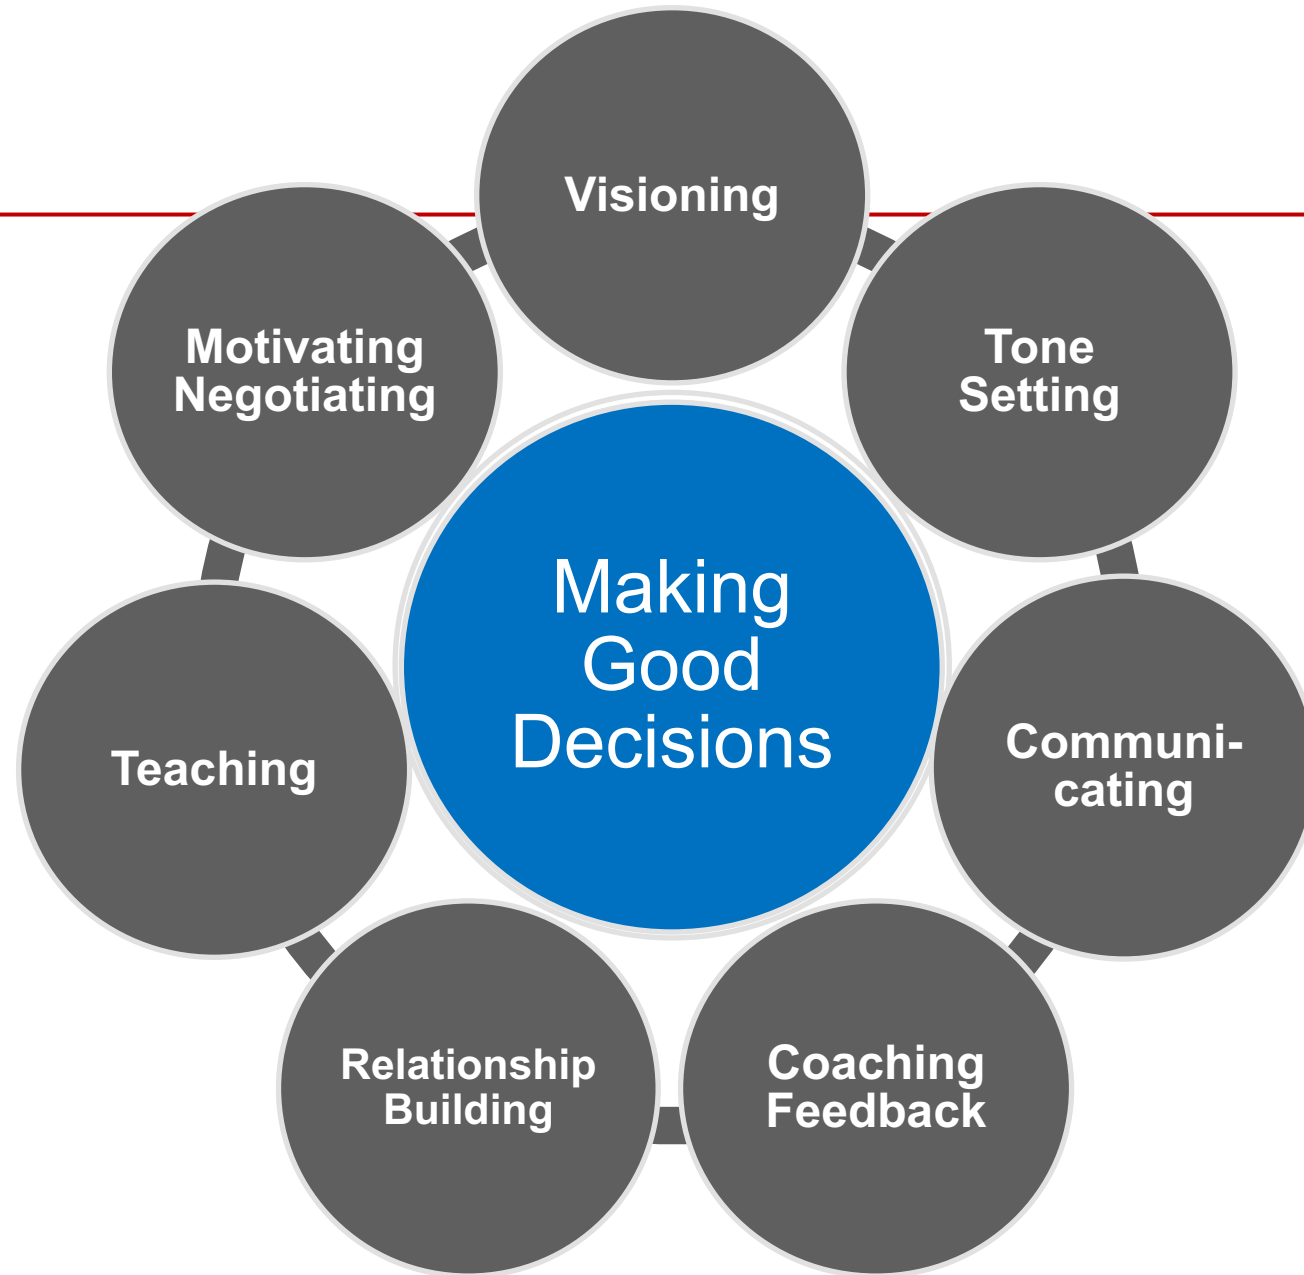 Visioning
Tone
Setting
Communi-
cating
Coaching
Feedback
Relationship
Building
Teaching
Motivating
Negotiating
Making
Good
Decisions